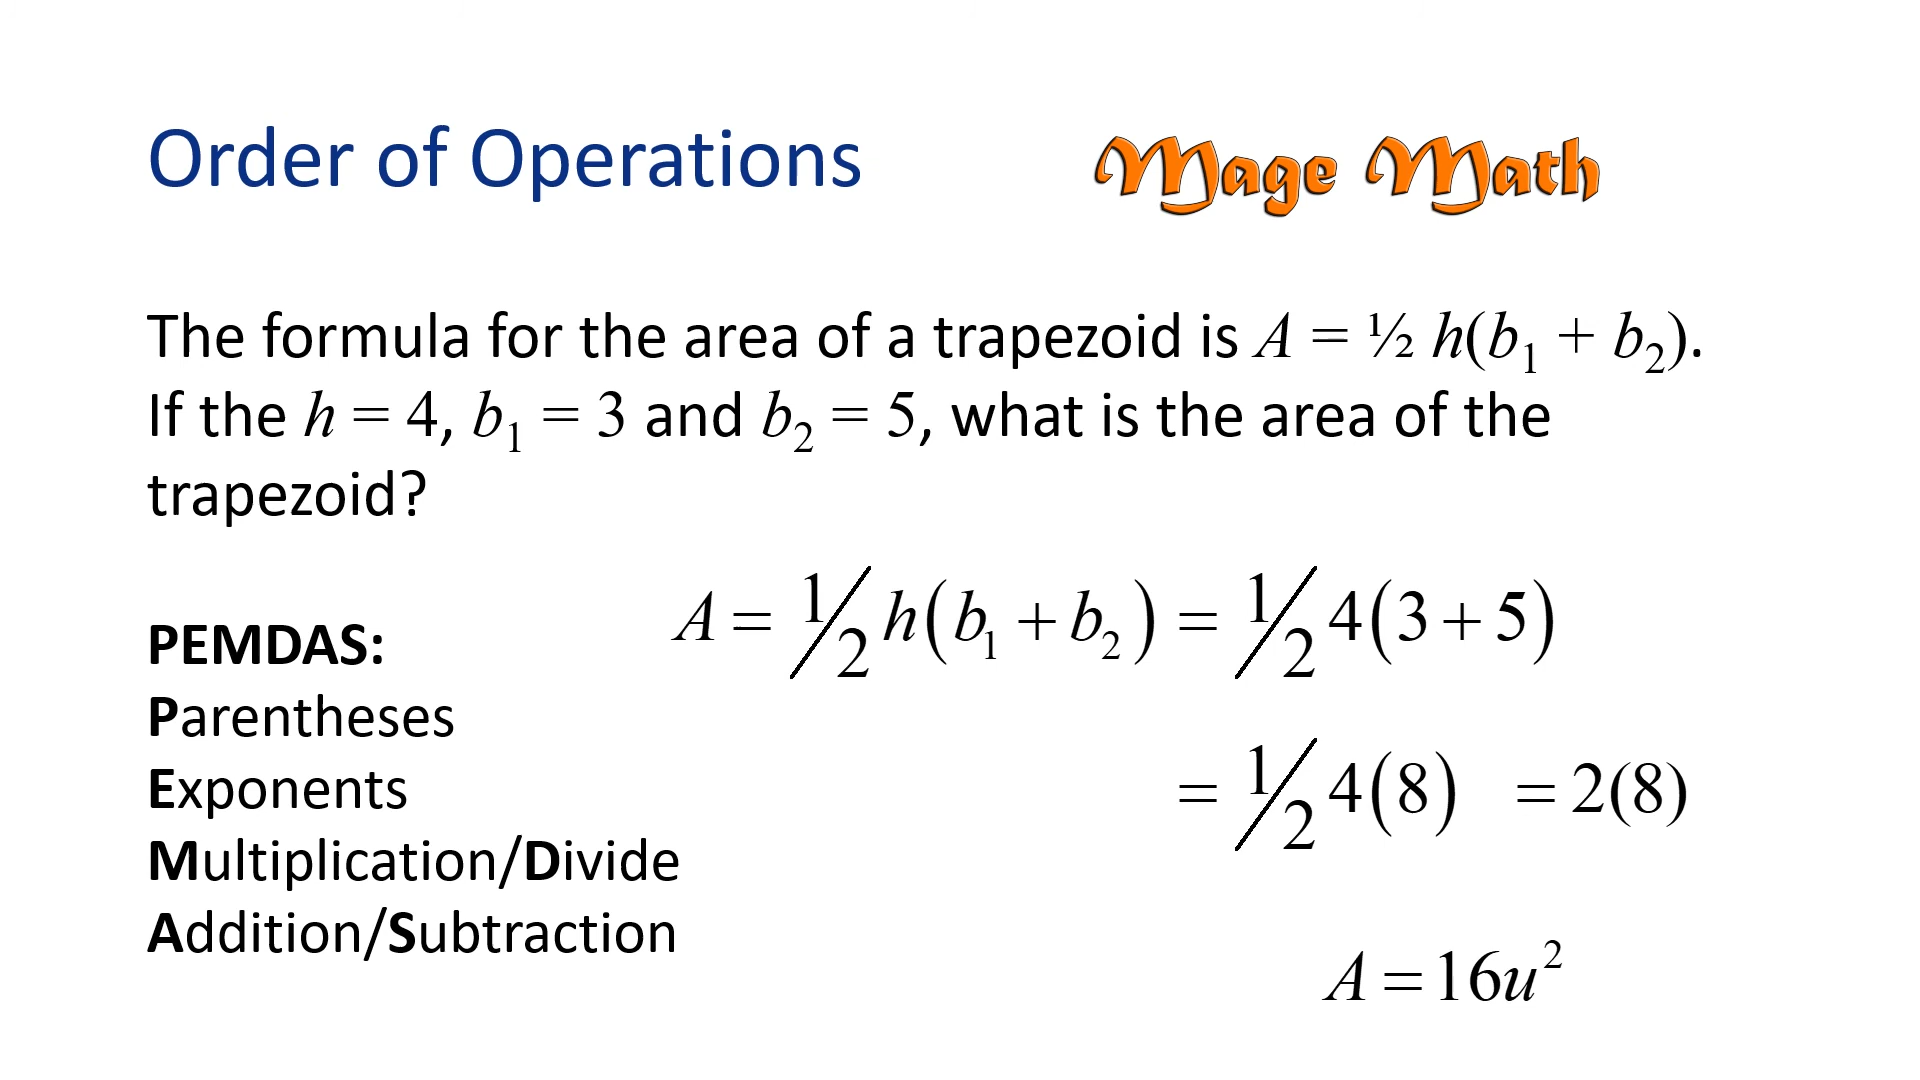 Order of Operations
Mage Math
The formula for the area of a trapezoid is A = ½ h(b₁ + b₂).
If the h = 4, b₁ = 3 and b₂ = 5, what is the area of the
trapezoid?
A = 1/2 h(b₁ + b₂) = 1/2 4(3 + 5)
PEMDAS:
Parentheses
Exponents
= 1/2 4(8) = 2(8)
Multiplication/Divide
Addition/Subtraction
A = 16u²